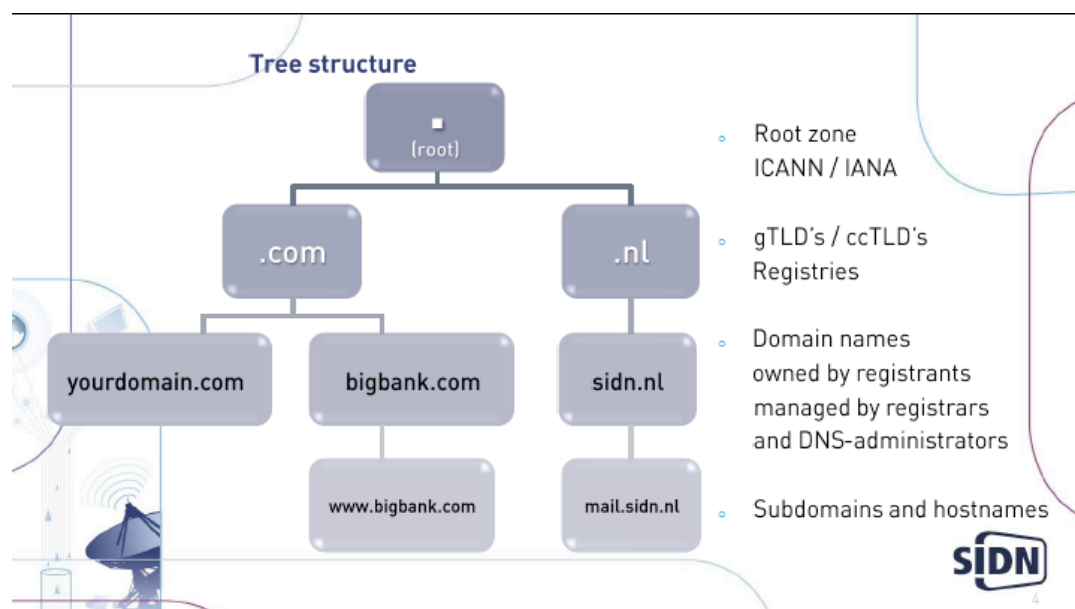 Tree structure
.
(root)
.com
.nl
yourdomain.com
bigbank.com
sidn.nl
www.bigbank.com
mail.sidn.nl
Root zone
ICANN / IANA
gTLD's / ccTLD's
Registries
Domain names
owned by registrants
managed by registrars
and DNS-administrators
Subdomains and hostnames
SIDN
4